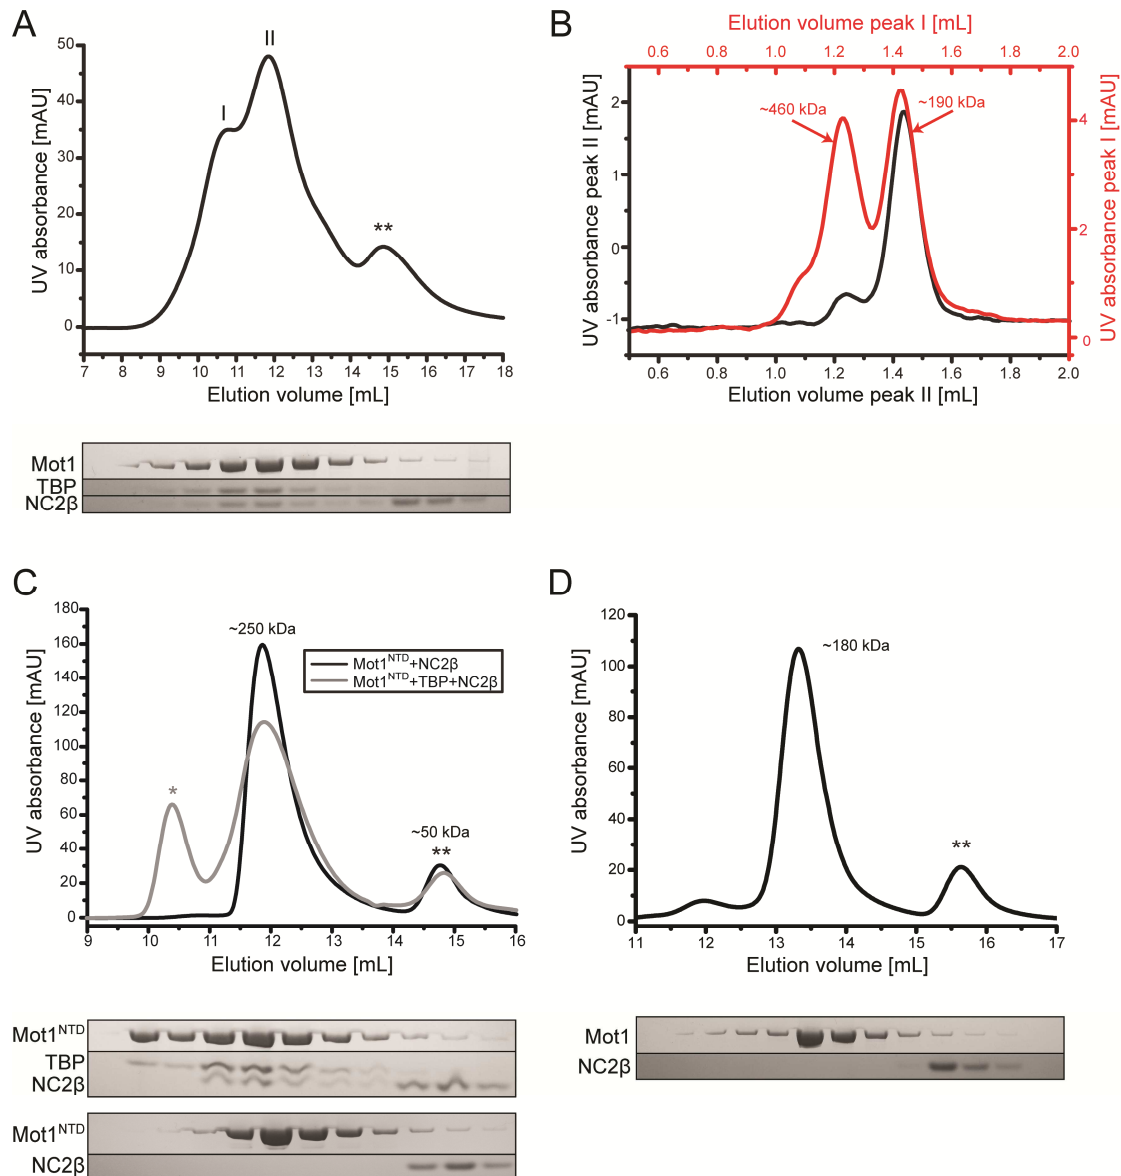 A
I
II
**
50
40
30
20
10
0
UV absorbance [mAU]
7 8 9 10 11 12 13 14 15 16 17 18
Elution volume [mL]
Mot1
TBP
NC2β
B
Elution volume peak I [mL]
0.6 0.8 1.0 1.2 1.4 1.6 1.8 2.0
~460 kDa
~190 kDa
2
1
0
-1
UV absorbance peak II [mAU]
4
2
0
UV absorbance peak I [mAU]
0.6 0.8 1.0 1.2 1.4 1.6 1.8 2.0
Elution volume peak II [mL]
C
180
160
140
120
100
80
60
40
20
0
UV absorbance [mAU]
~250 kDa
Mot1NTD+NC2β
Mot1NTD+TBP+NC2β
*
~50 kDa
**
9 10 11 12 13 14 15 16
Elution volume [mL]
Mot1NTD
TBP
NC2β
Mot1NTD
NC2β
D
120
100
80
60
40
20
0
UV absorbance [mAU]
~180 kDa
**
11 12 13 14 15 16 17
Elution volume [mL]
Mot1
NC2β